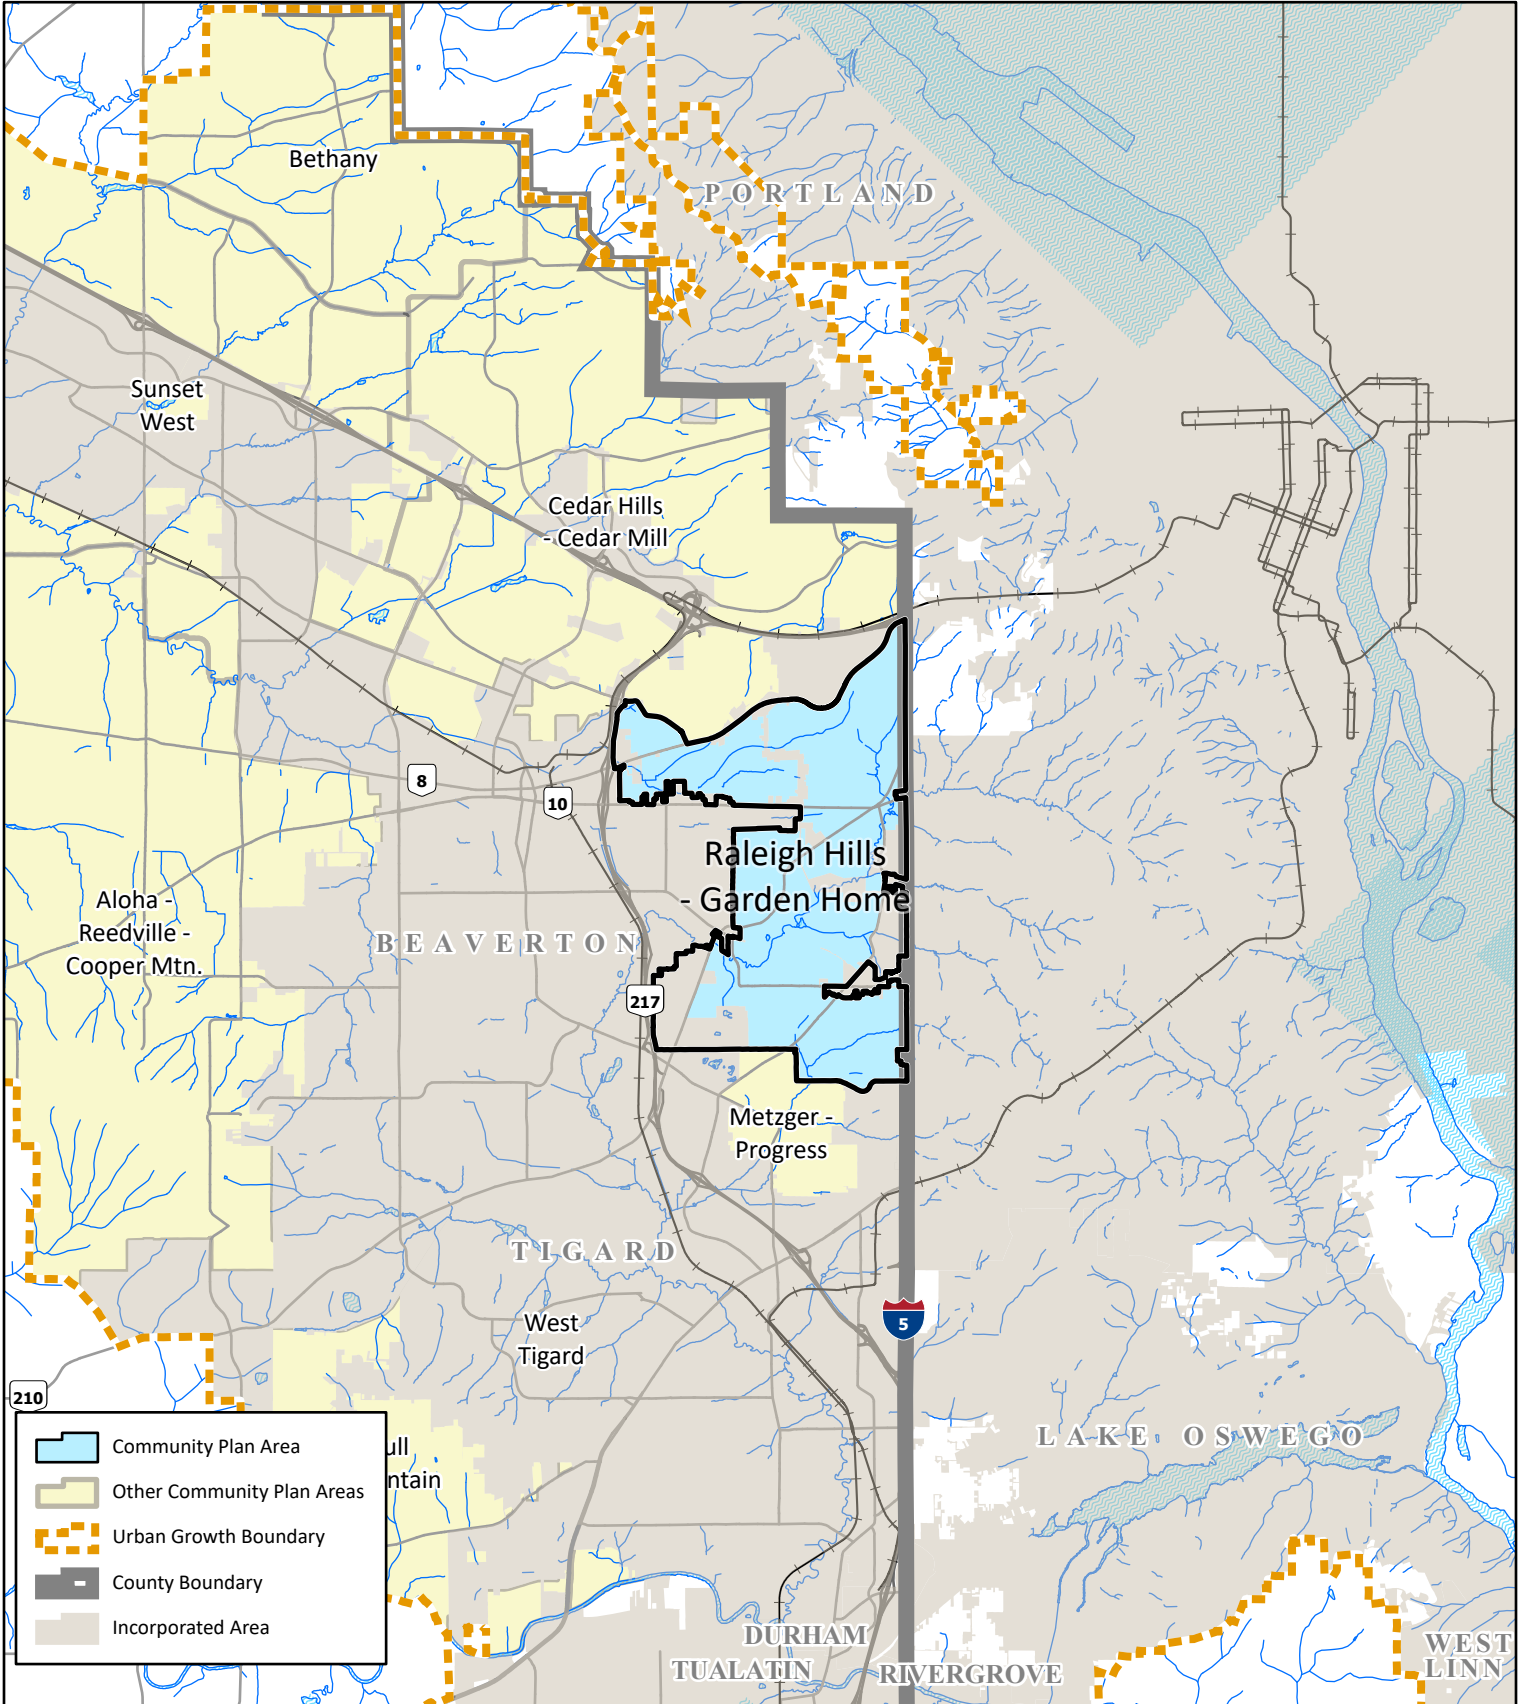 Bethany
PORTLAND
Sunset
West
Cedar Hills
- Cedar Mill
8
10
Raleigh Hills
- Garden Home
Aloha -
Reedville -
Cooper Mtn.
BEAVERTON
217
Metzger -
Progress
TIGARD
West
Tigard
5
210
LAKE OSWEGO
ull
ntain
Community Plan Area
Other Community Plan Areas
Urban Growth Boundary
County Boundary
Incorporated Area
DURHAM
TUALATIN
RIVERGROVE
WEST
LINN